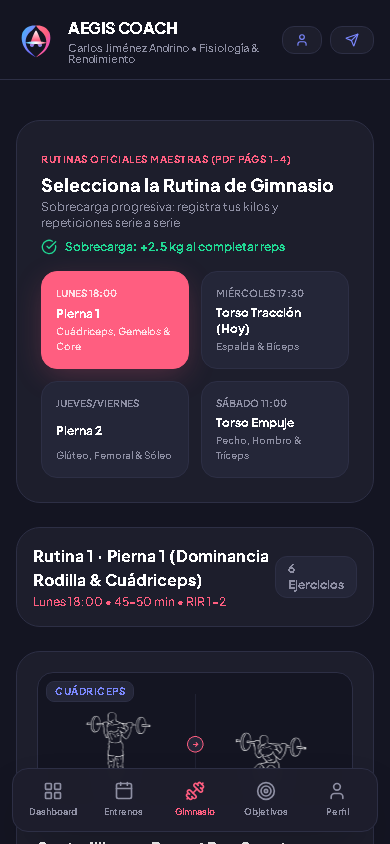 AEGIS COACH
Carlos Jiménez Andrino • Fisiología &
Rendimiento
RUTINAS OFICIALES MAESTRAS (PDF PÁGS 1-4)
Selecciona la Rutina de Gimnasio
Sobrecarga progresiva: registra tus kilos y
repeticiones serie a serie
Sobrecarga: +2.5 kg al completar reps
LUNES 18:00
Pierna 1
Cuádriceps, Gemelos &
Core
MIÉRCOLES 17:30
Torso Tracción
(Hoy)
Espalda & Bíceps
JUEVES/VIERNES
Pierna 2
Glúteo, Femoral & Sóleo
SÁBADO 11:00
Torso Empuje
Pecho, Hombro &
Tríceps
Rutina 1 · Pierna 1 (Dominancia
Rodilla & Cuádriceps)
Lunes 18:00 • 45-50 min • RIR 1-2
6
Ejercicios
CUÁDRICEPS
Dashboard
Entrenos
Gimnasio
Objetivos
Perfil